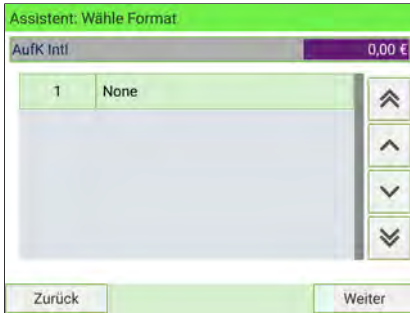 Assistent: Wähle Format
AufK Intl 0,00 €
1 None
Zurück Weiter